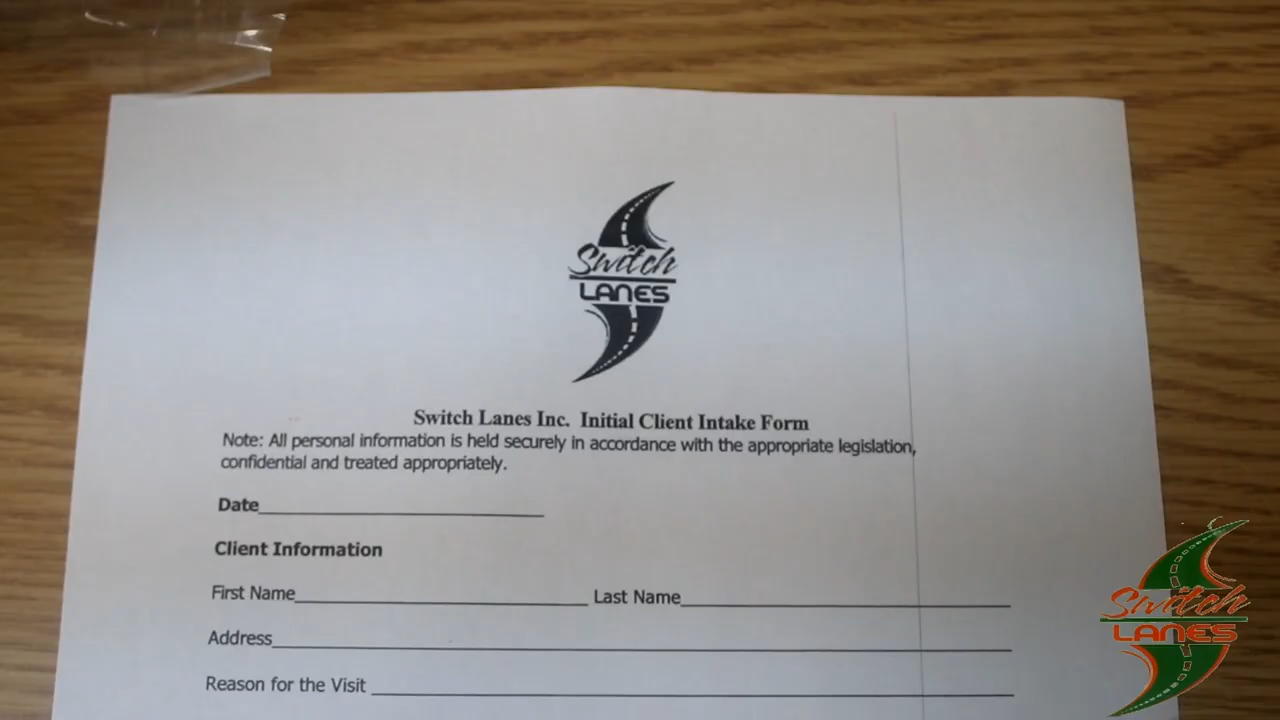 Switch
LANES
Switch Lanes Inc. Initial Client Intake Form
Note: All personal information is held securely in accordance with the appropriate legislation,
confidential and treated appropriately.
Date
Client Information
First Name Last Name
Address
Reason for the Visit
Switch
LANES